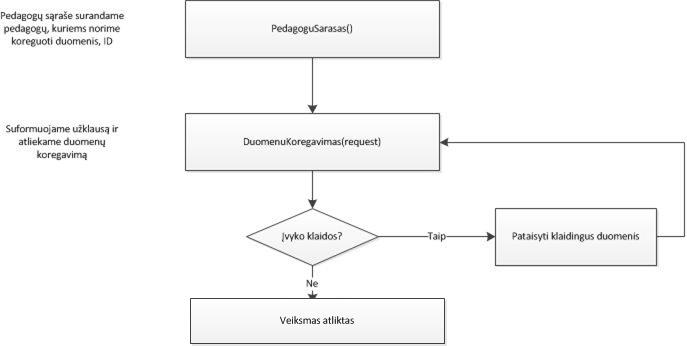 Pedagogų sąraše surandame
pedagogų, kuriems norime
koreguoti duomenis, ID
PedagoguSarasas()
Suformuojame užklausą ir
atliekame duomenų
koregavimą
DuomenuKoregavimas(request)
Įvyko klaidos?
Taip
Pataisyti klaidingus duomenis
Ne
Veiksmas atliktas